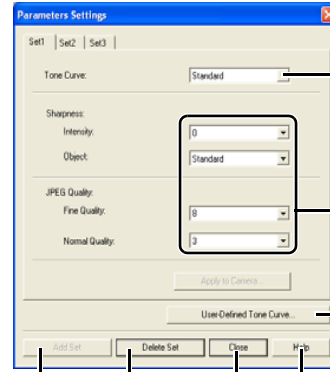 Parameters Settings
Set1 Set2 Set3
Tone Curve: Standard
Sharpness:
Intensity: 0
Object: Standard
JPEG Quality:
Fine Quality: 8
Normal Quality: 3
Apply to Camera...
User-Defined Tone Curve...
Add Set Delete Set Close Help